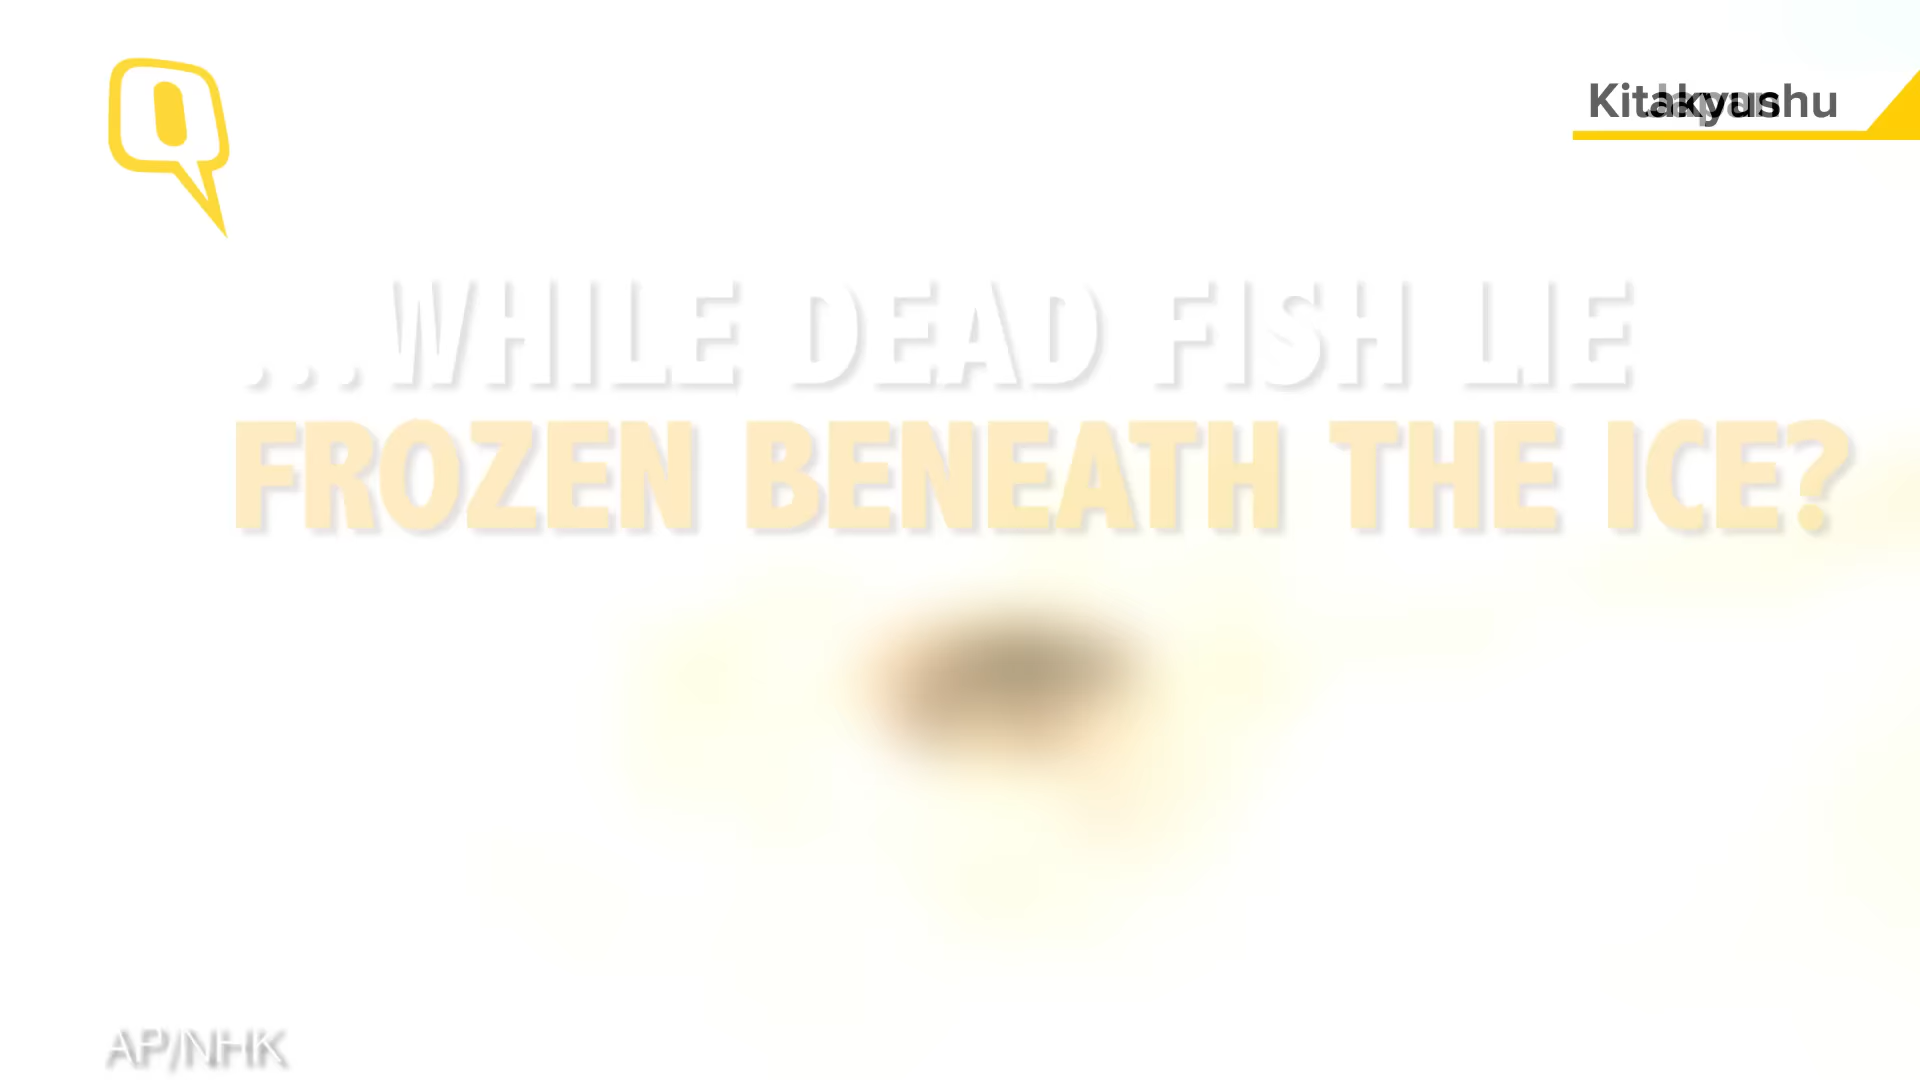 Kitakyushu
...WHILE DEAD FISH LIE
FROZEN BENEATH THE ICE?
AP/NHK